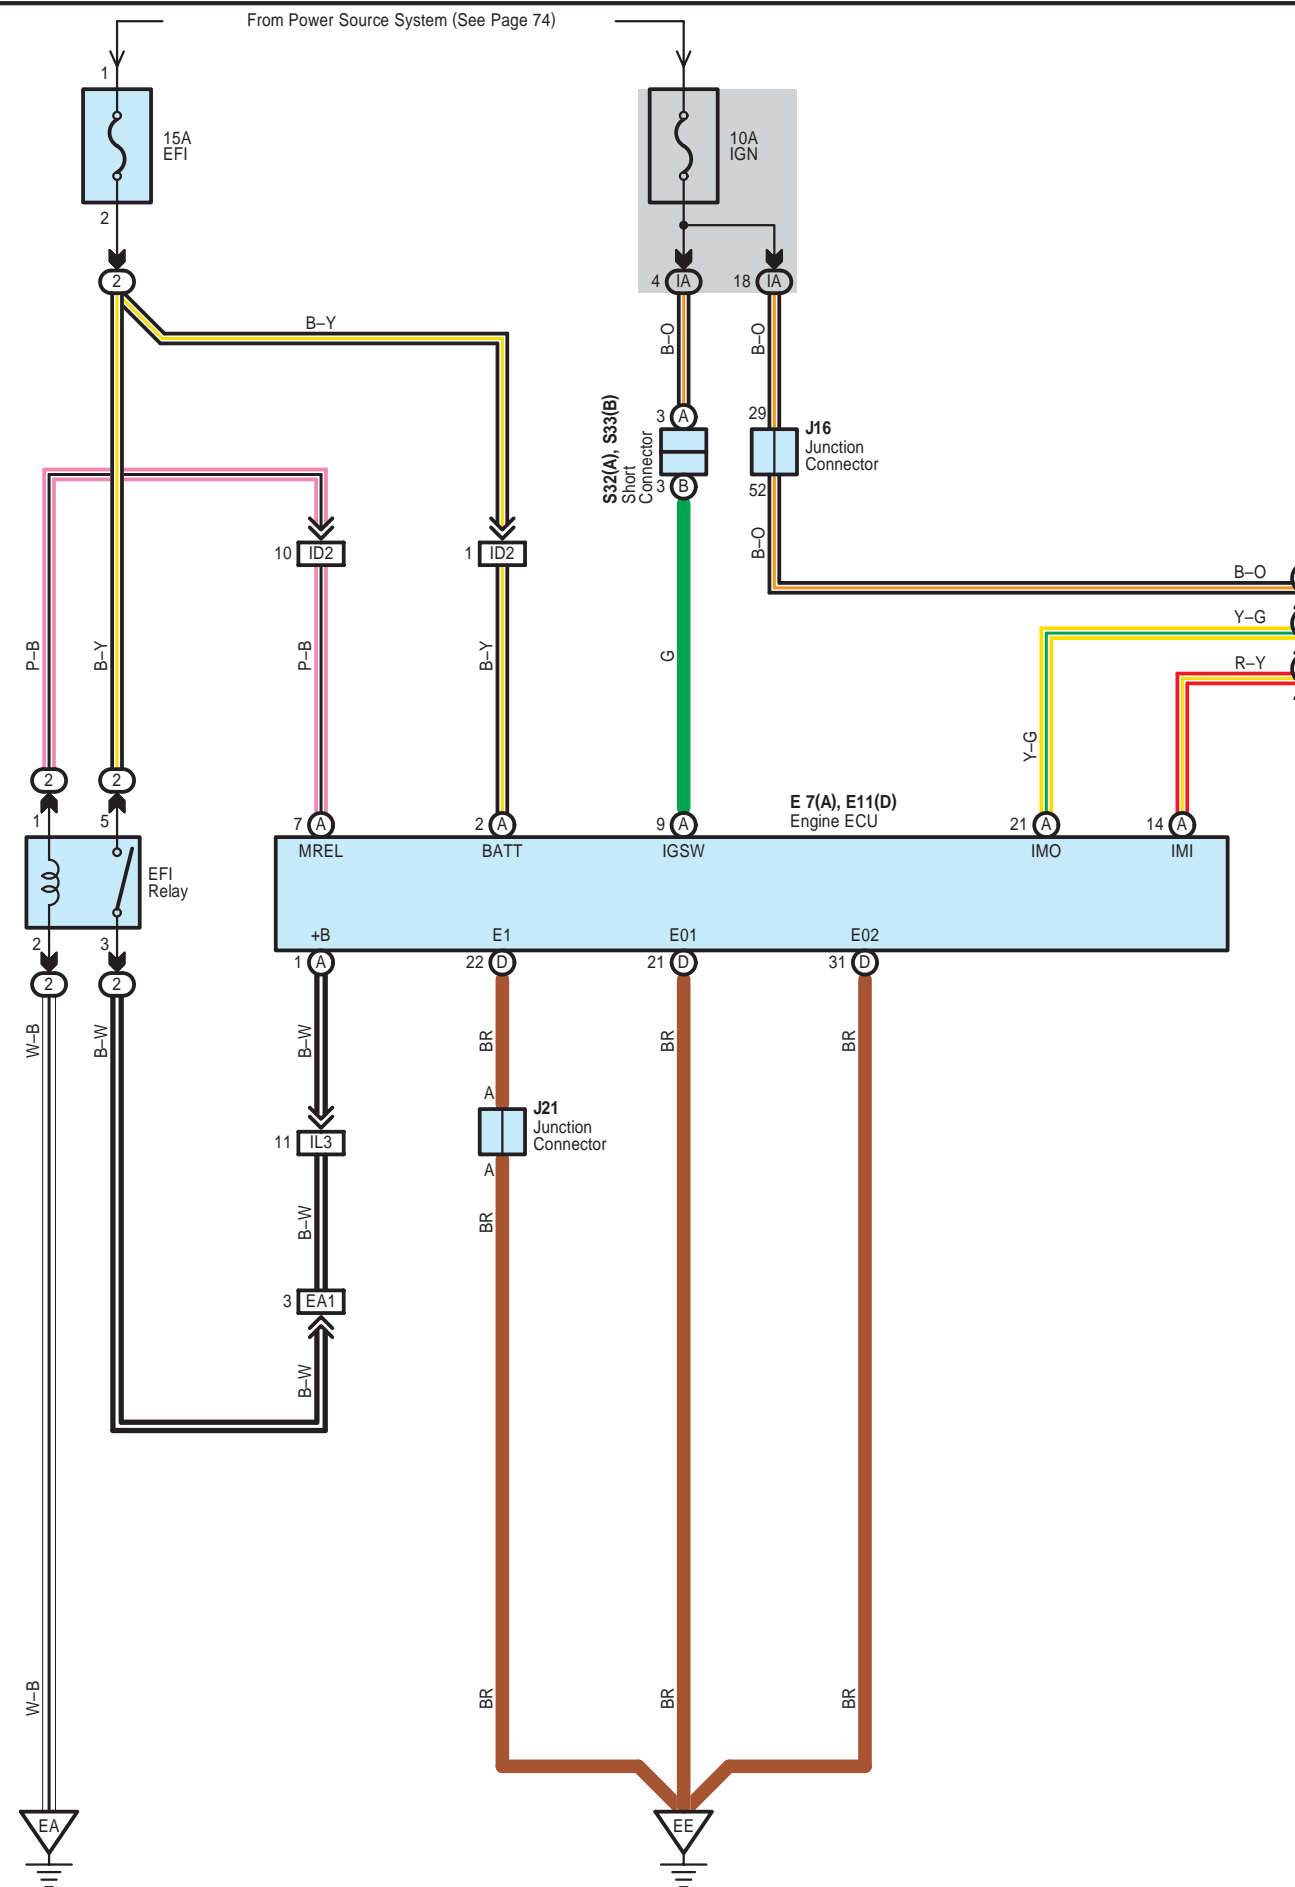 From Power Source System (See Page 74)
1
15A
EFI
2
2
10A
IGN
4 IA
18 IA
B–Y
B–O
B–O
3 A
S32(A), S33(B)
Short
Connector
3 B
29
J16
Junction
Connector
52
B–O
10 ID2
1 ID2
B–O
Y–G
R–Y
P–B
B–Y
P–B
B–Y
G
Y–G
2
2
1
5
EFI
Relay
2
3
2
2
E 7(A), E11(D)
Engine ECU
7 A
2 A
9 A
21 A
14 A
MREL
BATT
IGSW
IMO
IMI
+B
E1
E01
E02
1 A
22 D
21 D
31 D
W–B
B–W
B–W
BR
BR
BR
A
J21
Junction
Connector
A
11 IL3
B–W
BR
3 EA1
B–W
W–B
BR
BR
BR
EA
EE